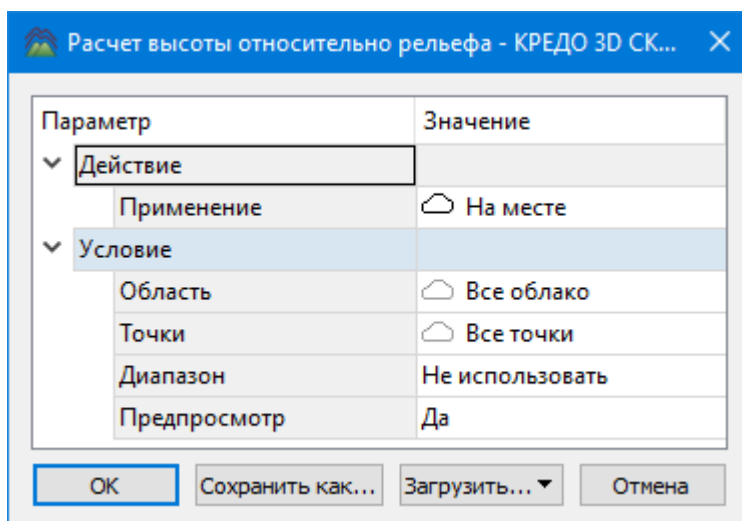 Расчет высоты относительно рельефа - КРЕДО 3D СК...
Параметр Значение
Действие
Применение На месте
Условие
Область Все облако
Точки Все точки
Диапазон Не использовать
Предпросмотр Да
ОК Сохранить как... Загрузить... Отмена